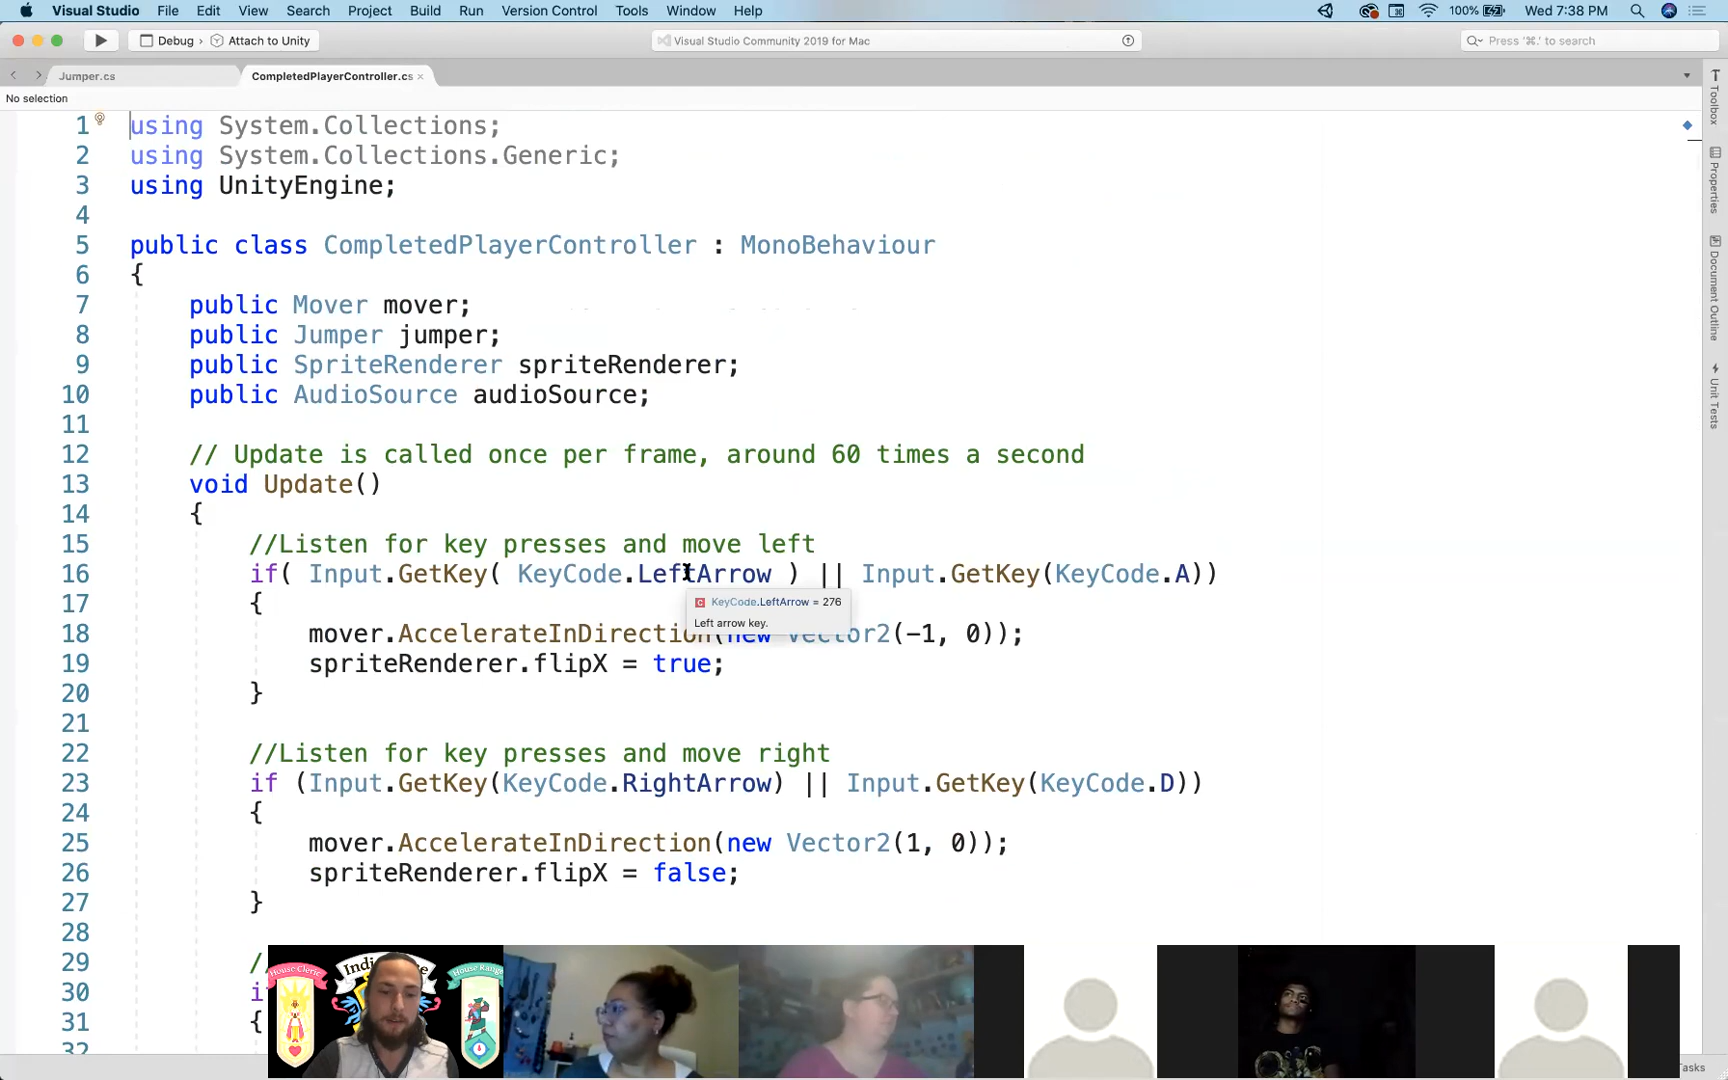 Visual Studio File Edit View Search Project Build Run Version Control Tools Window Help 100% Wed 7:38 PM
Debug › Attach to Unity Visual Studio Community 2019 for Mac Press '⌘.' to search
Jumper.cs CompletedPlayerController.cs
No selection
1 using System.Collections;
2 using System.Collections.Generic;
3 using UnityEngine;
4
5 public class CompletedPlayerController : MonoBehaviour
6 {
7 public Mover mover;
8 public Jumper jumper;
9 public SpriteRenderer spriteRenderer;
10 public AudioSource audioSource;
11
12 // Update is called once per frame, around 60 times a second
13 void Update()
14 {
15 //Listen for key presses and move left
16 if( Input.GetKey( KeyCode.LeftArrow ) || Input.GetKey(KeyCode.A))
17 {
KeyCode.LeftArrow = 276
Left arrow key.
18 mover.AccelerateInDirection(new Vector2(-1, 0));
19 spriteRenderer.flipX = true;
20 }
21
22 //Listen for key presses and move right
23 if (Input.GetKey(KeyCode.RightArrow) || Input.GetKey(KeyCode.D))
24 {
25 mover.AccelerateInDirection(new Vector2(1, 0));
26 spriteRenderer.flipX = false;
27 }
28
29 //
30 i
31 {
32
Toolbox
Properties
Document Outline
Unit Tests
House Cleric
House Rang
Tasks